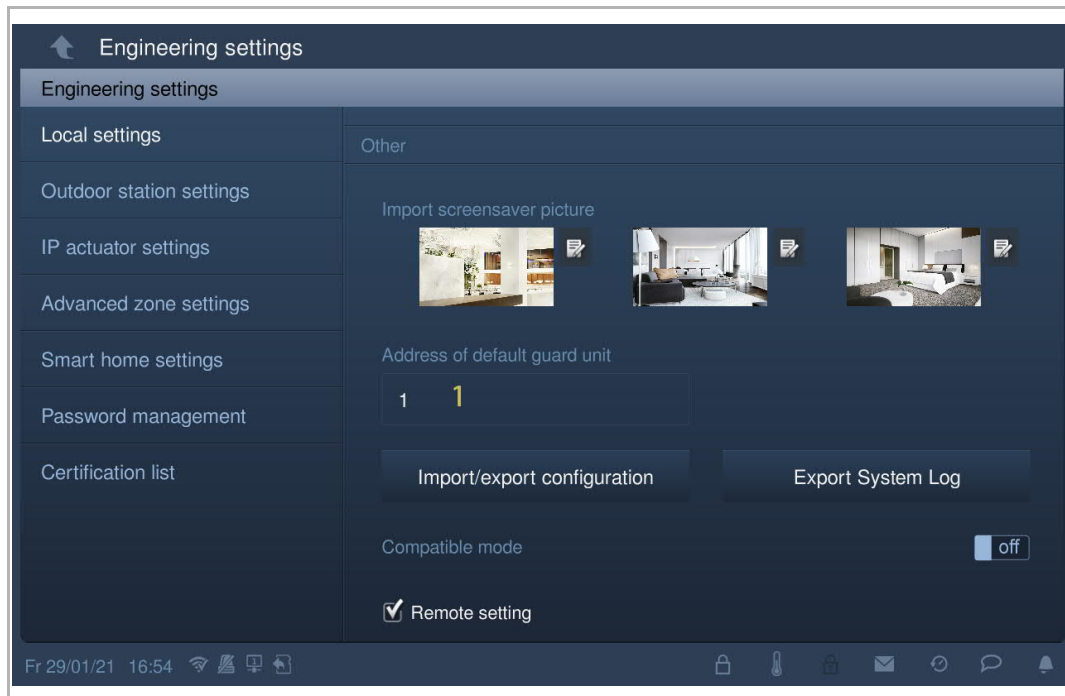 Engineering settings
Engineering settings
Local settings
Outdoor station settings
IP actuator settings
Advanced zone settings
Smart home settings
Password management
Certification list
Other
Import screensaver picture
Address of default guard unit
1 1
Import/export configuration Export System Log
Compatible mode off
Remote setting
Fr 29/01/21 16:54